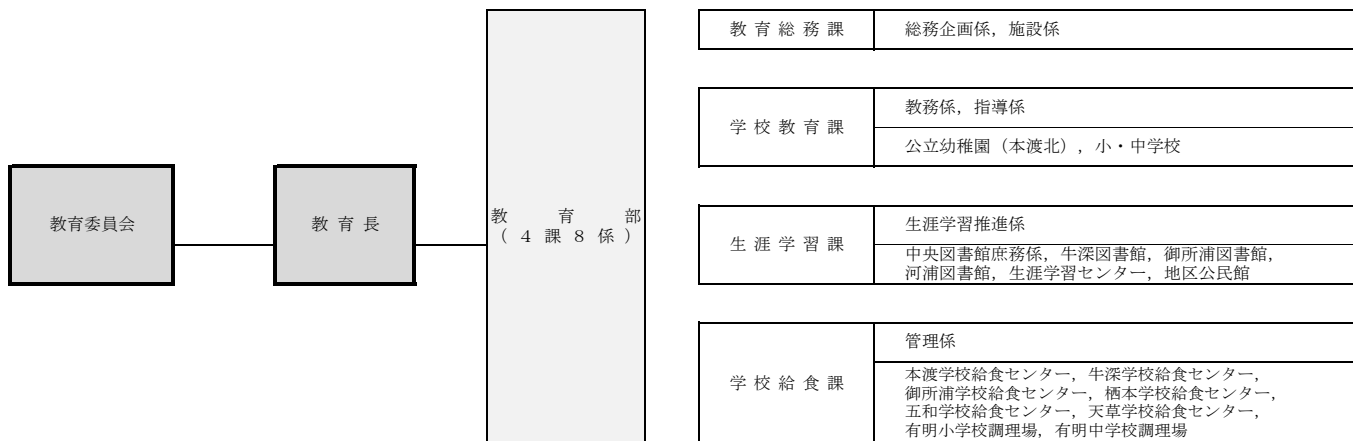 教育委員会
教育長
教育部
（4課8係）
教育総務課
総務企画係，施設係
学校教育課
教務係，指導係
公立幼稚園（本渡北），小・中学校
生涯学習課
生涯学習推進係
中央図書館庶務係，牛深図書館，御所浦図書館，
河浦図書館，生涯学習センター，地区公民館
学校給食課
管理係
本渡学校給食センター，牛深学校給食センター，
御所浦学校給食センター，栖本学校給食センター，
五和学校給食センター，天草学校給食センター，
有明小学校調理場，有明中学校調理場